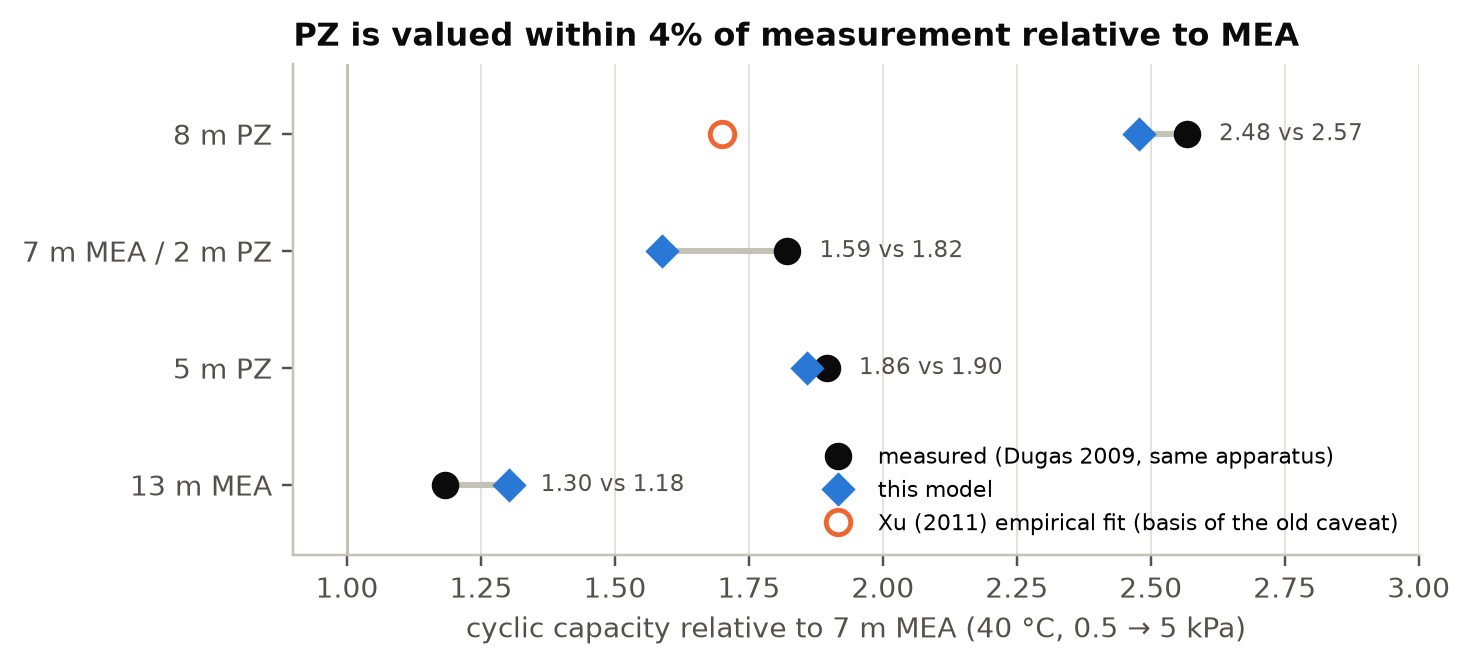 PZ is valued within 4% of measurement relative to MEA
8 m PZ
2.48 vs 2.57
7 m MEA / 2 m PZ
1.59 vs 1.82
5 m PZ
1.86 vs 1.90
13 m MEA
1.30 vs 1.18
measured (Dugas 2009, same apparatus)
this model
Xu (2011) empirical fit (basis of the old caveat)
1.00 1.25 1.50 1.75 2.00 2.25 2.50 2.75 3.00
cyclic capacity relative to 7 m MEA (40 °C, 0.5 → 5 kPa)